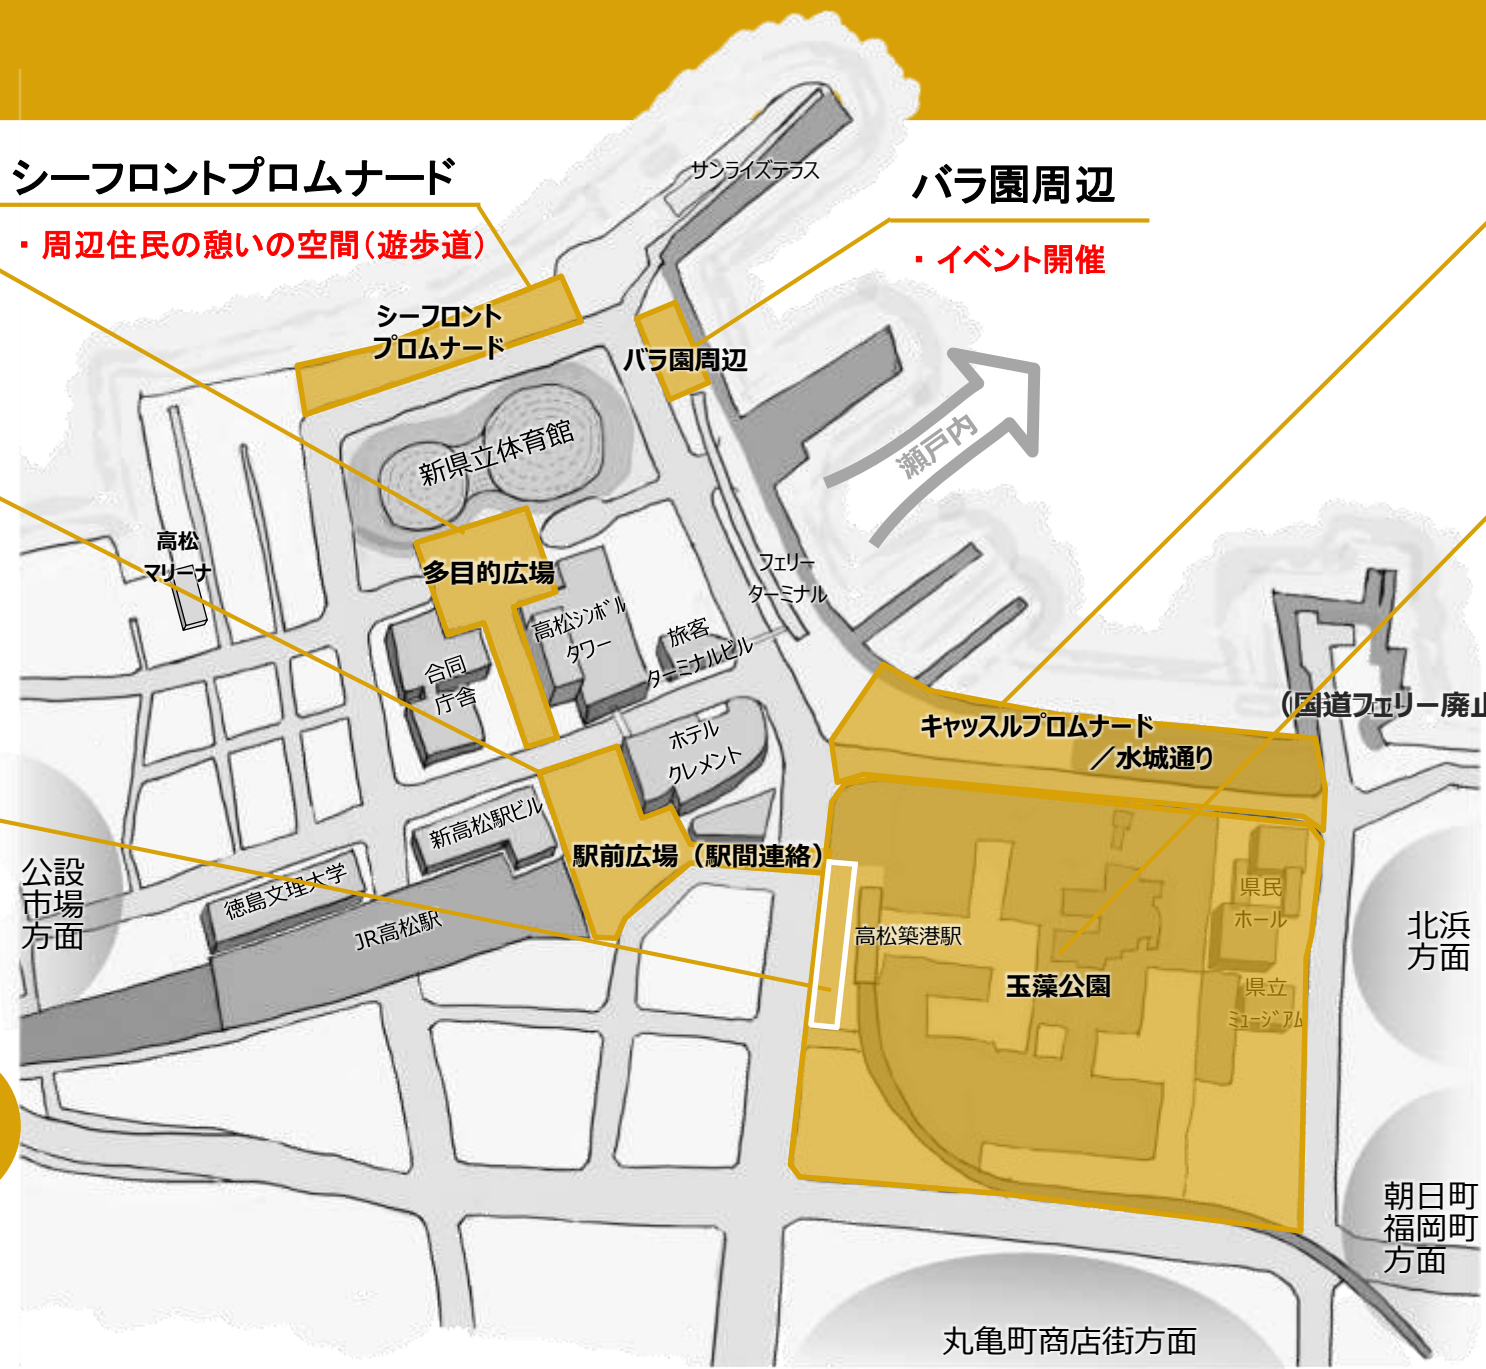 サンライズテラス
シーフロントプロムナード
・周辺住民の憩いの空間(遊歩道)
バラ園周辺
・イベント開催
シーフロント
プロムナード
バラ園周辺
瀬戸内
新県立体育館
高松
マリーナ
多目的広場
フェリー
ターミナル
高松シンボル
タワー
旅客
ターミナルビル
合同
庁舎
ホテル
クレメント
キャッスルプロムナード
／水城通り
(国道フェリー廃止
新高松駅ビル
駅前広場（駅間連絡）
徳島文理大学
JR高松駅
公設
市場
方面
高松築港駅
玉藻公園
県民
ホール
県立
ミュージアム
北浜
方面
朝日町
福岡町
方面
丸亀町商店街方面